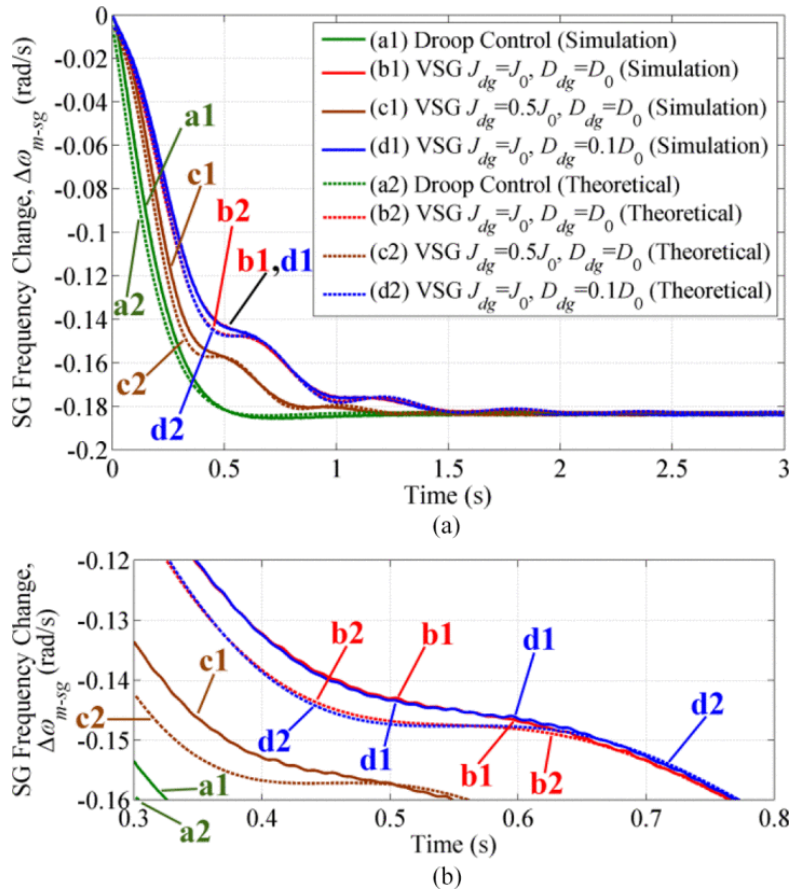 SG Frequency Change, Δω_m-sg (rad/s)
0
-0.02
-0.04
-0.06
-0.08
-0.1
-0.12
-0.14
-0.16
-0.18
-0.2
(a1) Droop Control (Simulation)
(b1) VSG J_dg=J_0, D_dg=D_0 (Simulation)
(c1) VSG J_dg=0.5J_0, D_dg=D_0 (Simulation)
(d1) VSG J_dg=J_0, D_dg=0.1D_0 (Simulation)
(a2) Droop Control (Theoretical)
(b2) VSG J_dg=J_0, D_dg=D_0 (Theoretical)
(c2) VSG J_dg=0.5J_0, D_dg=D_0 (Theoretical)
(d2) VSG J_dg=J_0, D_dg=0.1D_0 (Theoretical)
a1
c1
b2
b1,d1
a2
c2
d2
0 0.5 1 1.5 2 2.5 3
Time (s)
(a)
SG Frequency Change,
Δω_m-sg (rad/s)
-0.12
-0.13
-0.14
-0.15
-0.16
b2
b1
d1
c1
d2
c2
d2
d1
b1
b2
a1
a2
0.3 0.4 0.5 0.6 0.7 0.8
Time (s)
(b)